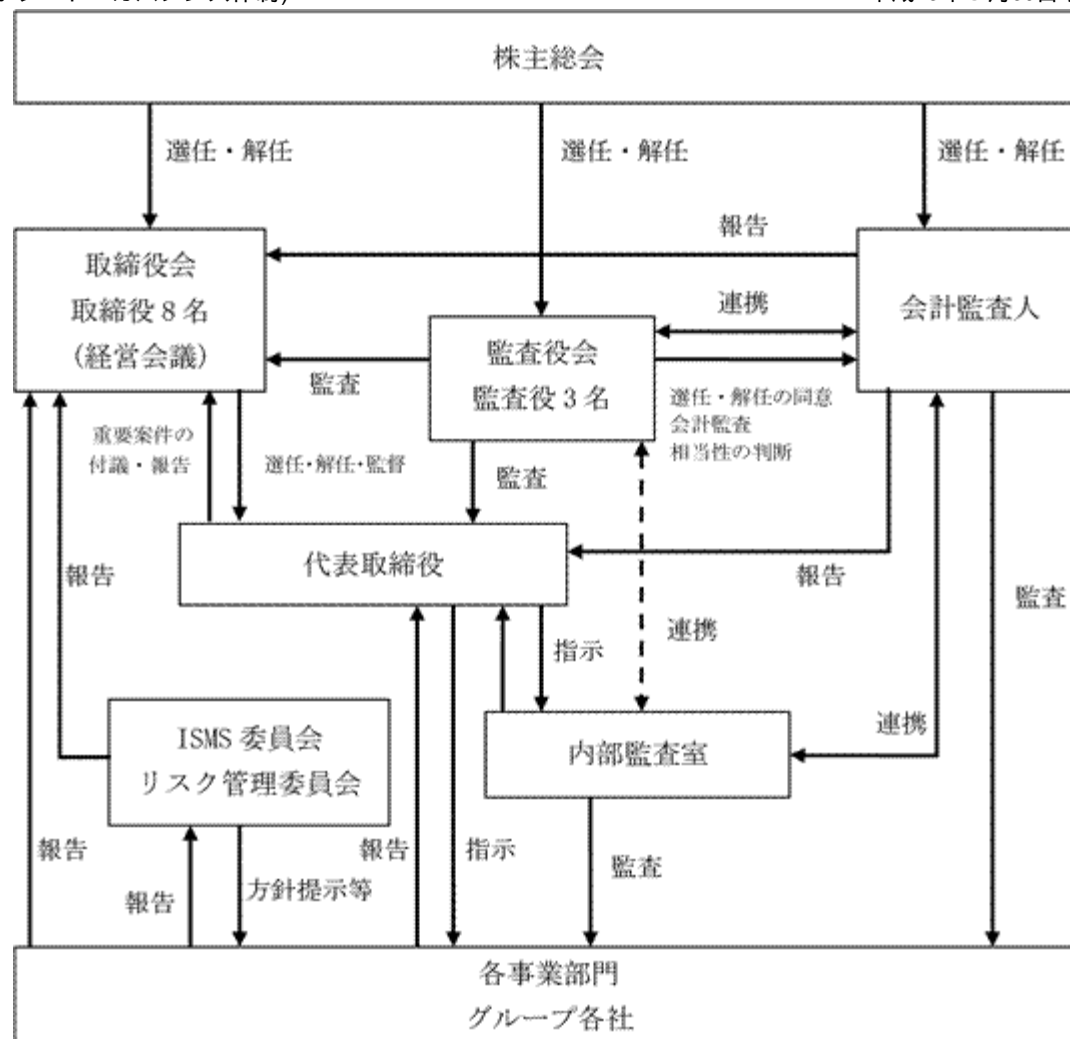 株主総会
選任・解任
選任・解任
選任・解任
報告
取締役会
取締役8名
(経営会議)
連携
会計監査人
監査役会
監査役3名
監査
選任・解任の同意
会計監査
相当性の判断
重要案件の
付議・報告
選任・解任・監督
監査
代表取締役
報告
報告
監査
指示
連携
ISMS 委員会
リスク管理委員会
内部監査室
連携
報告
報告
指示
監査
方針提示等
報告
各事業部門
グループ各社